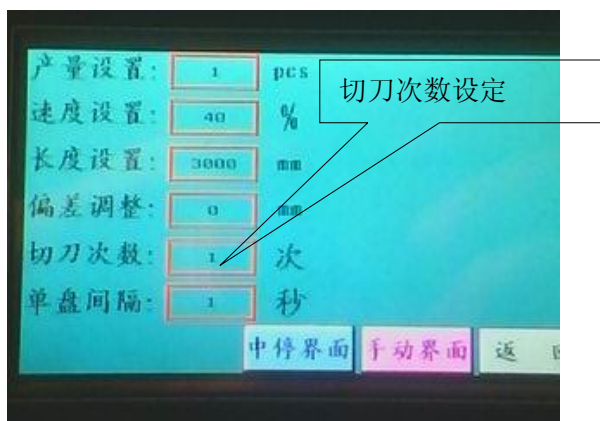 产量设置: 1 pcs
切刀次数设定
速度设置: 40 %
长度设置: 3000 mm
偏差调整: 0 mm
切刀次数: 1 次
单盘间隔: 1 秒
中停界面 手动界面 返